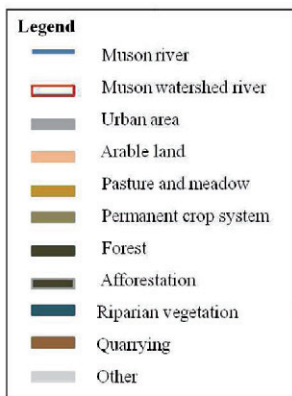 Legend
Muson river
Muson watershed river
Urban area
Arable land
Pasture and meadow
Permanent crop system
Forest
Afforestation
Riparian vegetation
Quarrying
Other